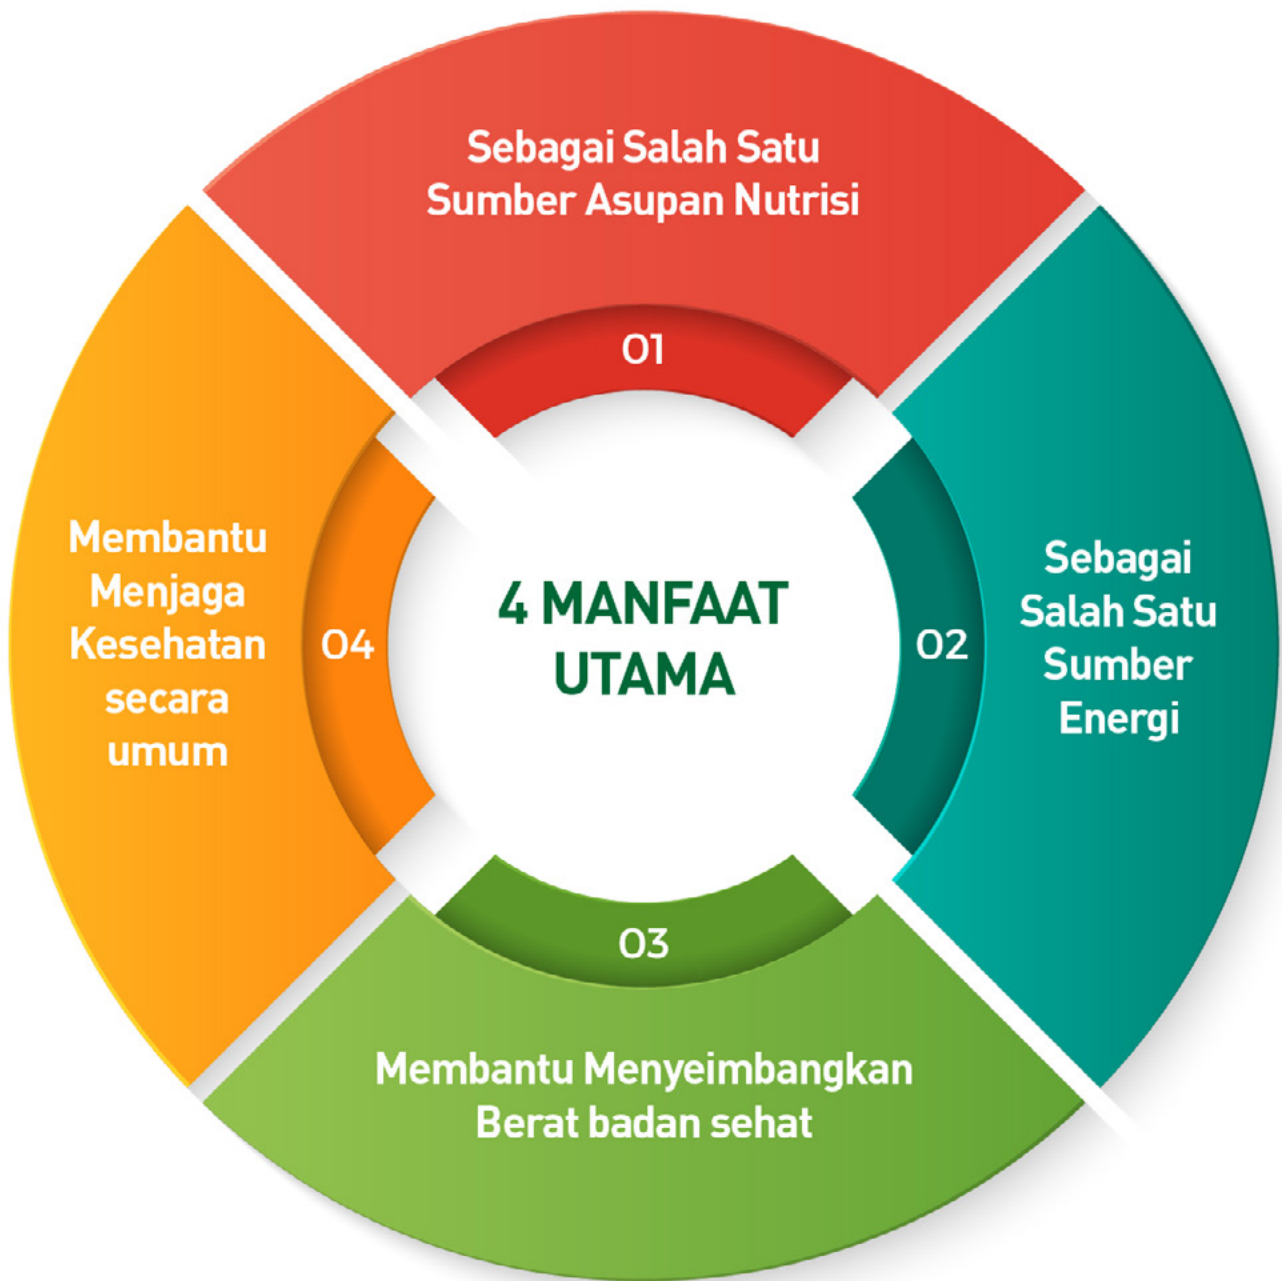 Sebagai Salah Satu
Sumber Asupan Nutrisi
01
Sebagai
Salah Satu
Sumber
Energi
02
Membantu Menyeimbangkan
Berat badan sehat
03
Membantu
Menjaga
Kesehatan
secara
umum
04
4 MANFAAT
UTAMA